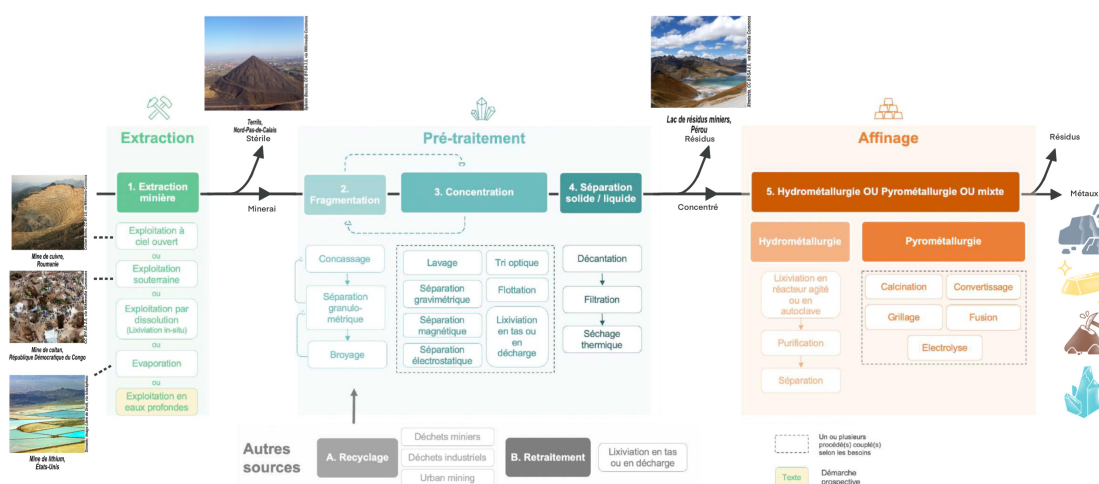 Terrils,
Nord-Pas-de-Calais
Stérile
Lac de résidus miniers,
Pérou
Résidus
Extraction
Pré-traitement
Affinage
Résidus
1. Extraction
minière
Minerai
2.
Fragmentation
3. Concentration
4. Séparation
solide / liquide
Concentré
5. Hydrométallurgie OU Pyrométallurgie OU mixte
Métaux
Mine de cuivre,
Roumanie
Exploitation à
ciel ouvert
ou
Exploitation
souterraine
ou
Exploitation par
dissolution
(Lixiviation in-situ)
ou
Evaporation
ou
Exploitation en
eaux profondes
Mine de coltan,
République Démocratique du Congo
Mine de lithium,
États-Unis
Concassage
Séparation
granulo-
métrique
Broyage
Lavage
Séparation
gravimétrique
Séparation
magnétique
Séparation
électrostatique
Tri optique
Flottation
Lixiviation
en tas ou
en
décharge
Décantation
Filtration
Séchage
thermique
Hydrométallurgie
Lixiviation en
réacteur agité
ou en
autoclave
Purification
Séparation
Pyrométallurgie
Calcination
Convertissage
Grillage
Fusion
Electrolyse
Autres
sources
A. Recyclage
Déchets miniers
Déchets industriels
Urban mining
B. Retraitement
Lixiviation en tas
ou en décharge
Un ou plusieurs
procédé(s) couplé(s)
selon les besoins
Texte
Démarche
prospective